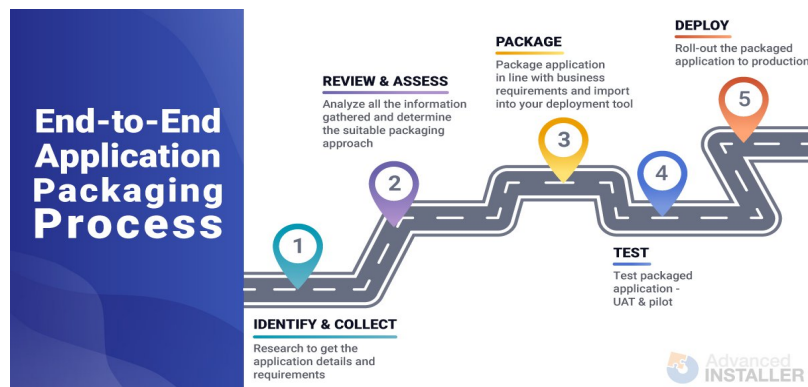 End-to-End
Application
Packaging
Process
1
IDENTIFY & COLLECT
Research to get the
application details and
requirements
REVIEW & ASSESS
Analyze all the information
gathered and determine
the suitable packaging
approach
2
PACKAGE
Package application
in line with business
requirements and import
into your deployment tool
3
4
TEST
Test packaged
application -
UAT & pilot
DEPLOY
Roll-out the packaged
application to production
5
Advanced
INSTALLER